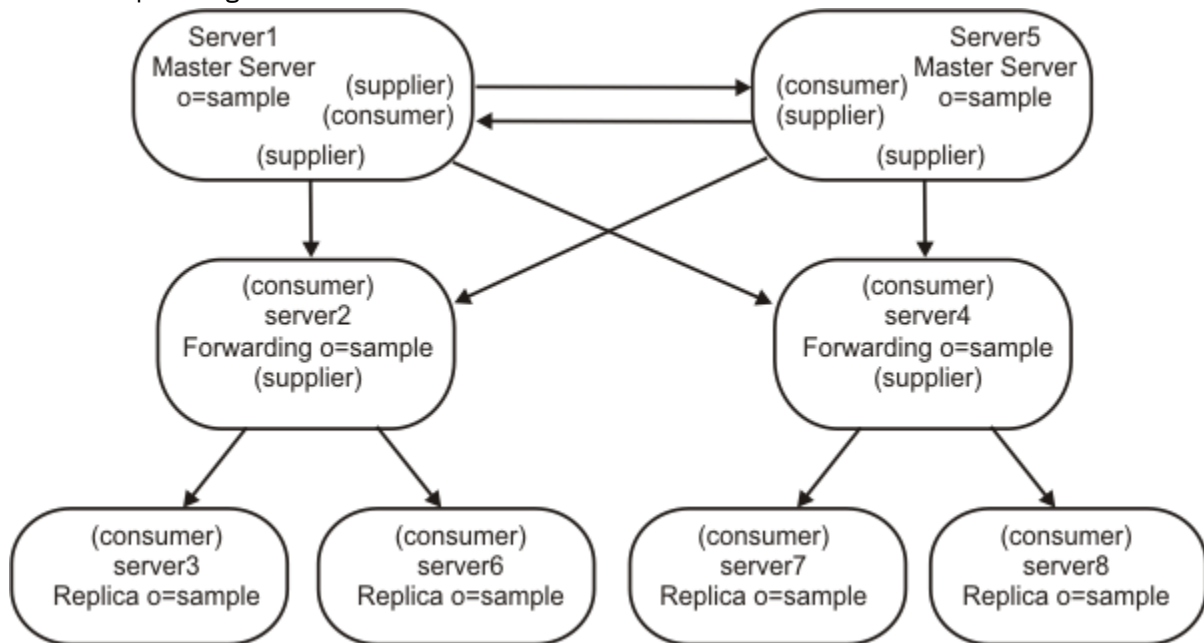 Server1
Master Server
o=sample
(supplier)
(consumer)
(supplier)
Server5
Master Server
o=sample
(consumer)
(supplier)
(supplier)
(consumer)
server2
Forwarding o=sample
(supplier)
(consumer)
server4
Forwarding o=sample
(supplier)
(consumer)
server3
Replica o=sample
(consumer)
server6
Replica o=sample
(consumer)
server7
Replica o=sample
(consumer)
server8
Replica o=sample